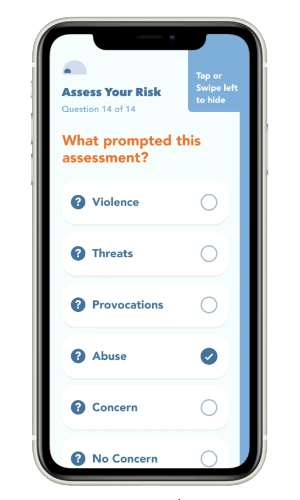 Tap or
Swipe left
to hide
Assess Your Risk
Question 14 of 14
What prompted this
assessment?
? Violence
? Threats
? Provocations
? Abuse
? Concern
? No Concern